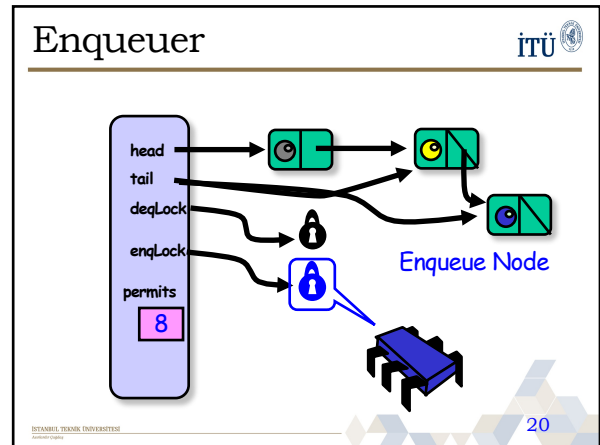 Enqueuer
İTÜ
head
tail
deqLock
enqLock
permits
8
Enqueue Node
İSTANBUL TEKNİK ÜNİVERSİTESİ
20